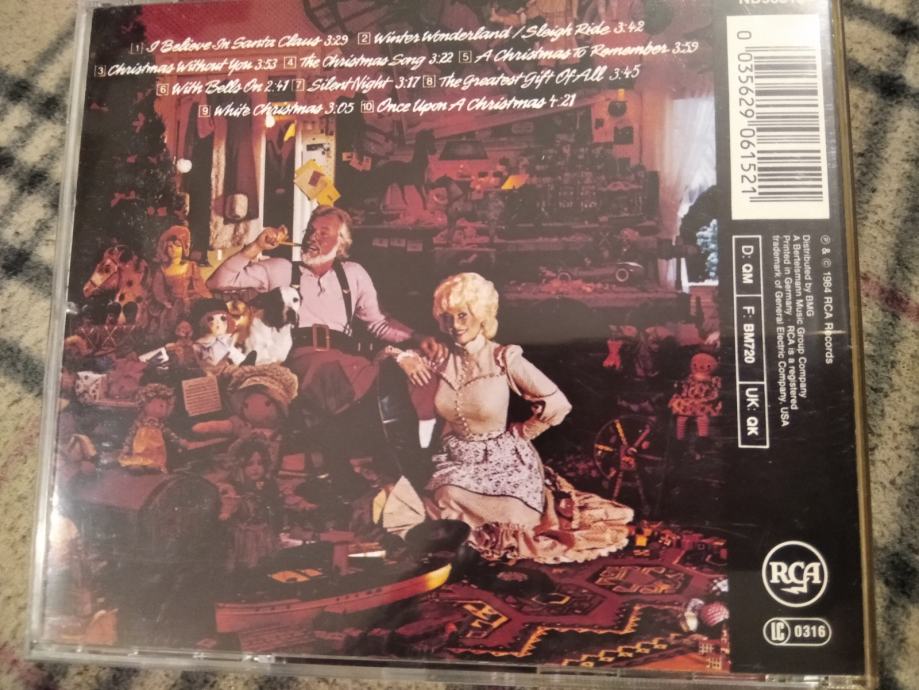 1 I Believe In Santa Claus 3:29 2 Winter Wonderland / Sleigh Ride 3:42
3 Christmas Without You 3:53 4 The Christmas Song 3:22 5 A Christmas To Remember 3:39
6 With Bells On 2:41 7 Silent Night 3:17 8 The Greatest Gift Of All 3:45
9 White Christmas 3:05 10 Once Upon A Christmas 4:21
0 035629 061521
℗ & © 1984 RCA Records
Distributed by BMG
A Bertelsmann Music Group Company
Printed in Germany · RCA is a registered
trademark of General Electric Company, USA
D: QM F: BM720 UK: QK
RCA
LC 0316